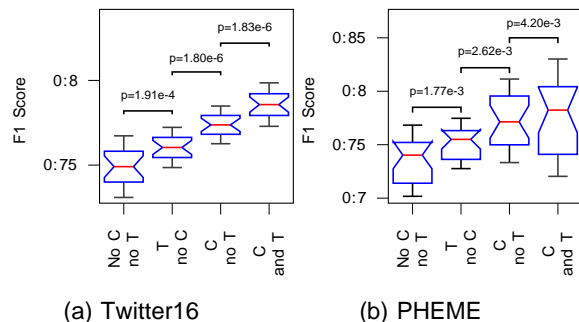 p=1.83e-6
p=1.80e-6
p=1.91e-4
0:8
0:75
F1 Score
No C
no T
T
no C
C
no T
C
and T
(a) Twitter16
p=4.20e-3
p=2.62e-3
p=1.77e-3
0:85
0:8
0:75
0:7
F1 Score
No C
no T
T
no C
C
no T
C
and T
(b) PHEME